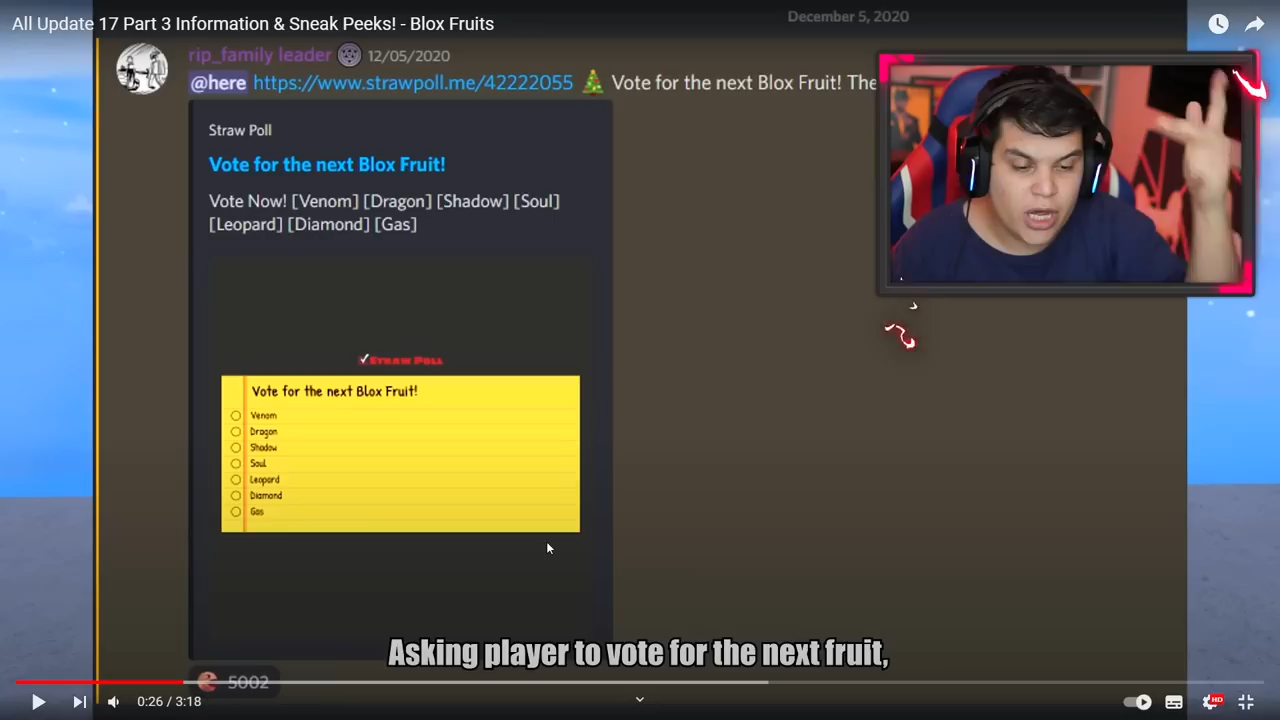 All Update 17 Part 3 Information & Sneak Peeks! - Blox Fruits
December 5, 2020
rip_family leader 12/05/2020
@here https://www.strawpoll.me/42222055 🎄 Vote for the next Blox Fruit! The
Straw Poll
Vote for the next Blox Fruit!
Vote Now! [Venom] [Dragon] [Shadow] [Soul]
[Leopard] [Diamond] [Gas]
✓STRAW POLL
Vote for the next Blox Fruit!
Venom
Dragon
Shadow
Soul
Leopard
Diamond
Gas
Asking player to vote for the next fruit,
5002
0:26 / 3:18
HD